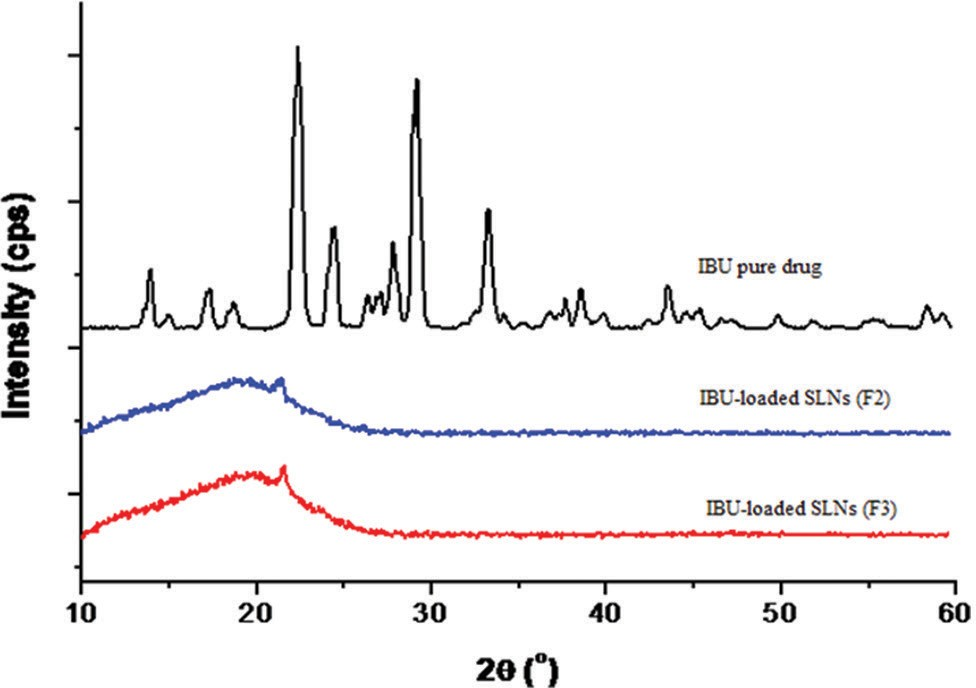 Intensity (cps)
IBU pure drug
IBU-loaded SLNs (F2)
IBU-loaded SLNs (F3)
10 20 30 40 50 60
2θ (°)